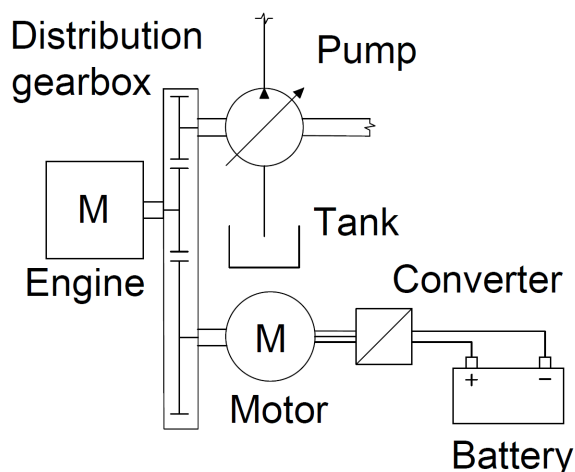 Distribution
gearbox
Pump
M
Engine
Tank
Converter
M
Motor
+ −
Battery